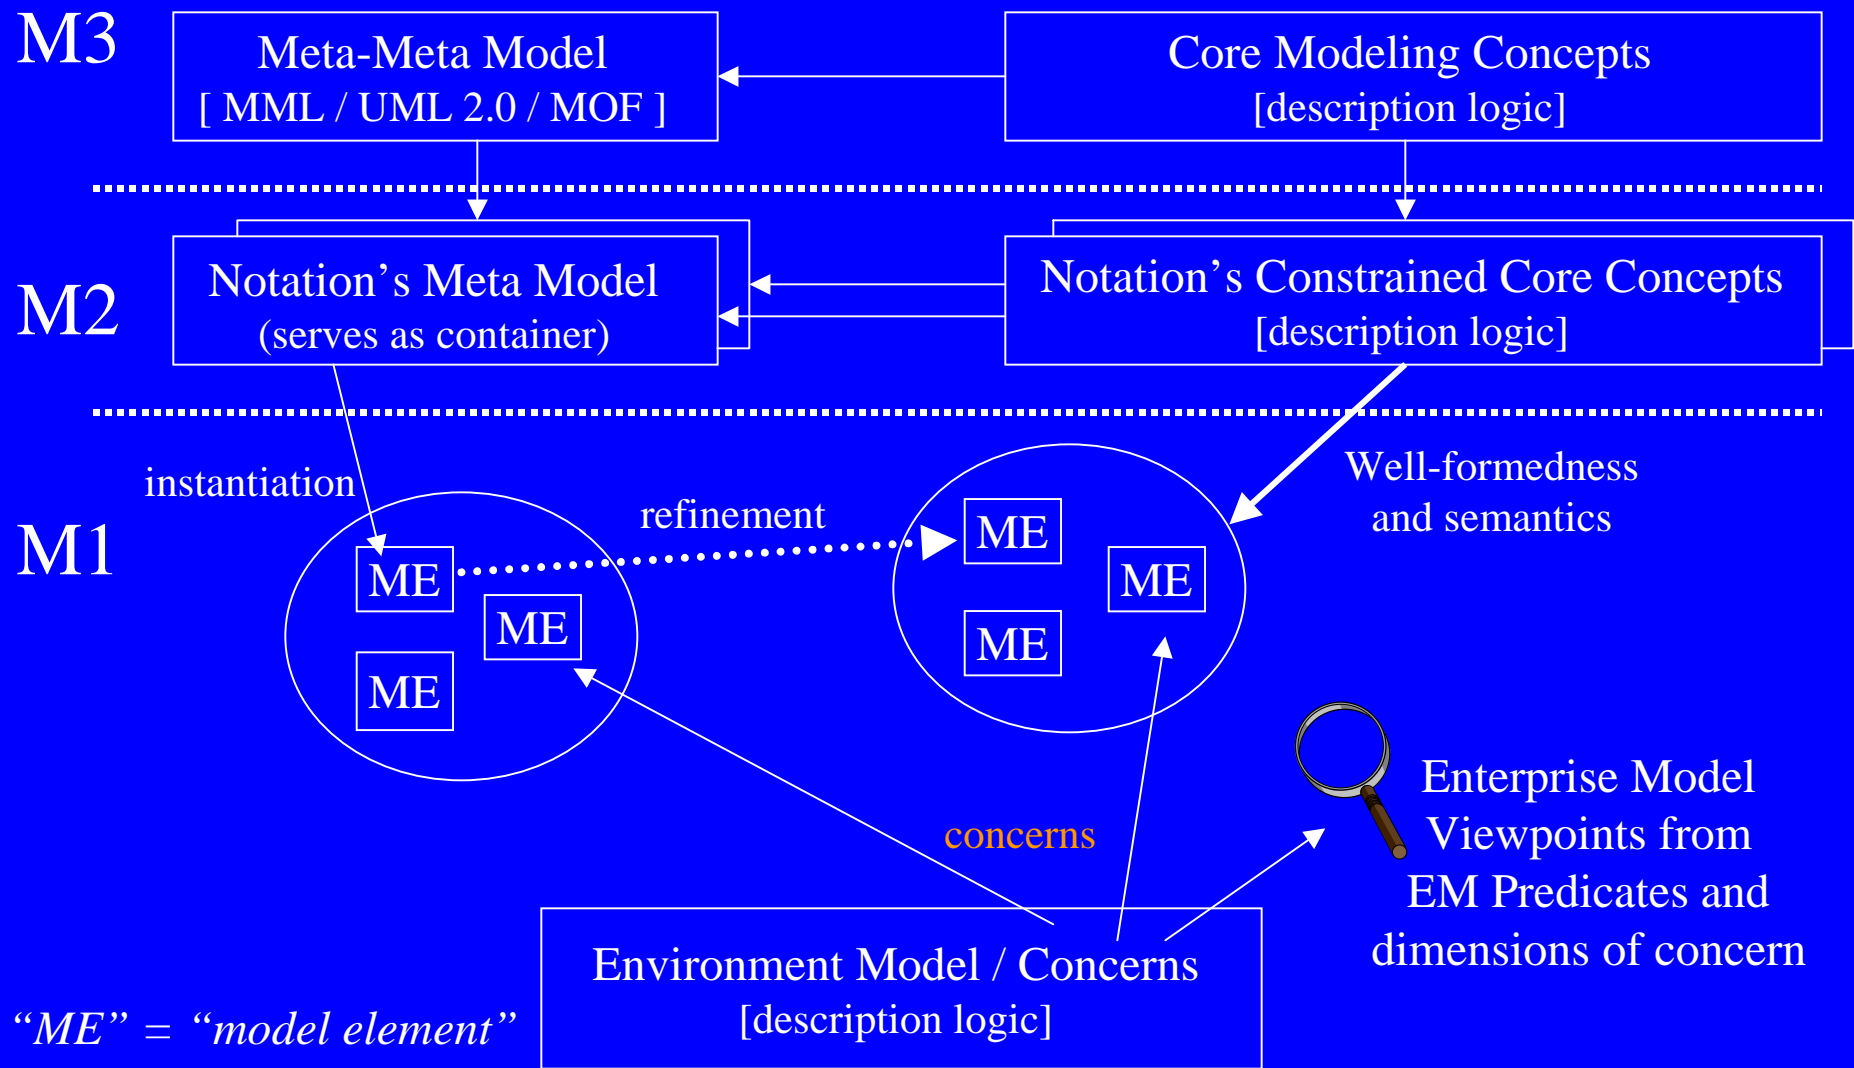 M3
Meta-Meta Model
[ MML / UML 2.0 / MOF ]
Core Modeling Concepts
[description logic]
M2
Notation’s Meta Model
(serves as container)
Notation’s Constrained Core Concepts
[description logic]
M1
instantiation
refinement
Well-formedness
and semantics
ME
ME
ME
ME
ME
ME
concerns
Enterprise Model
Viewpoints from
EM Predicates and
dimensions of concern
Environment Model / Concerns
[description logic]
“ME” = “model element”